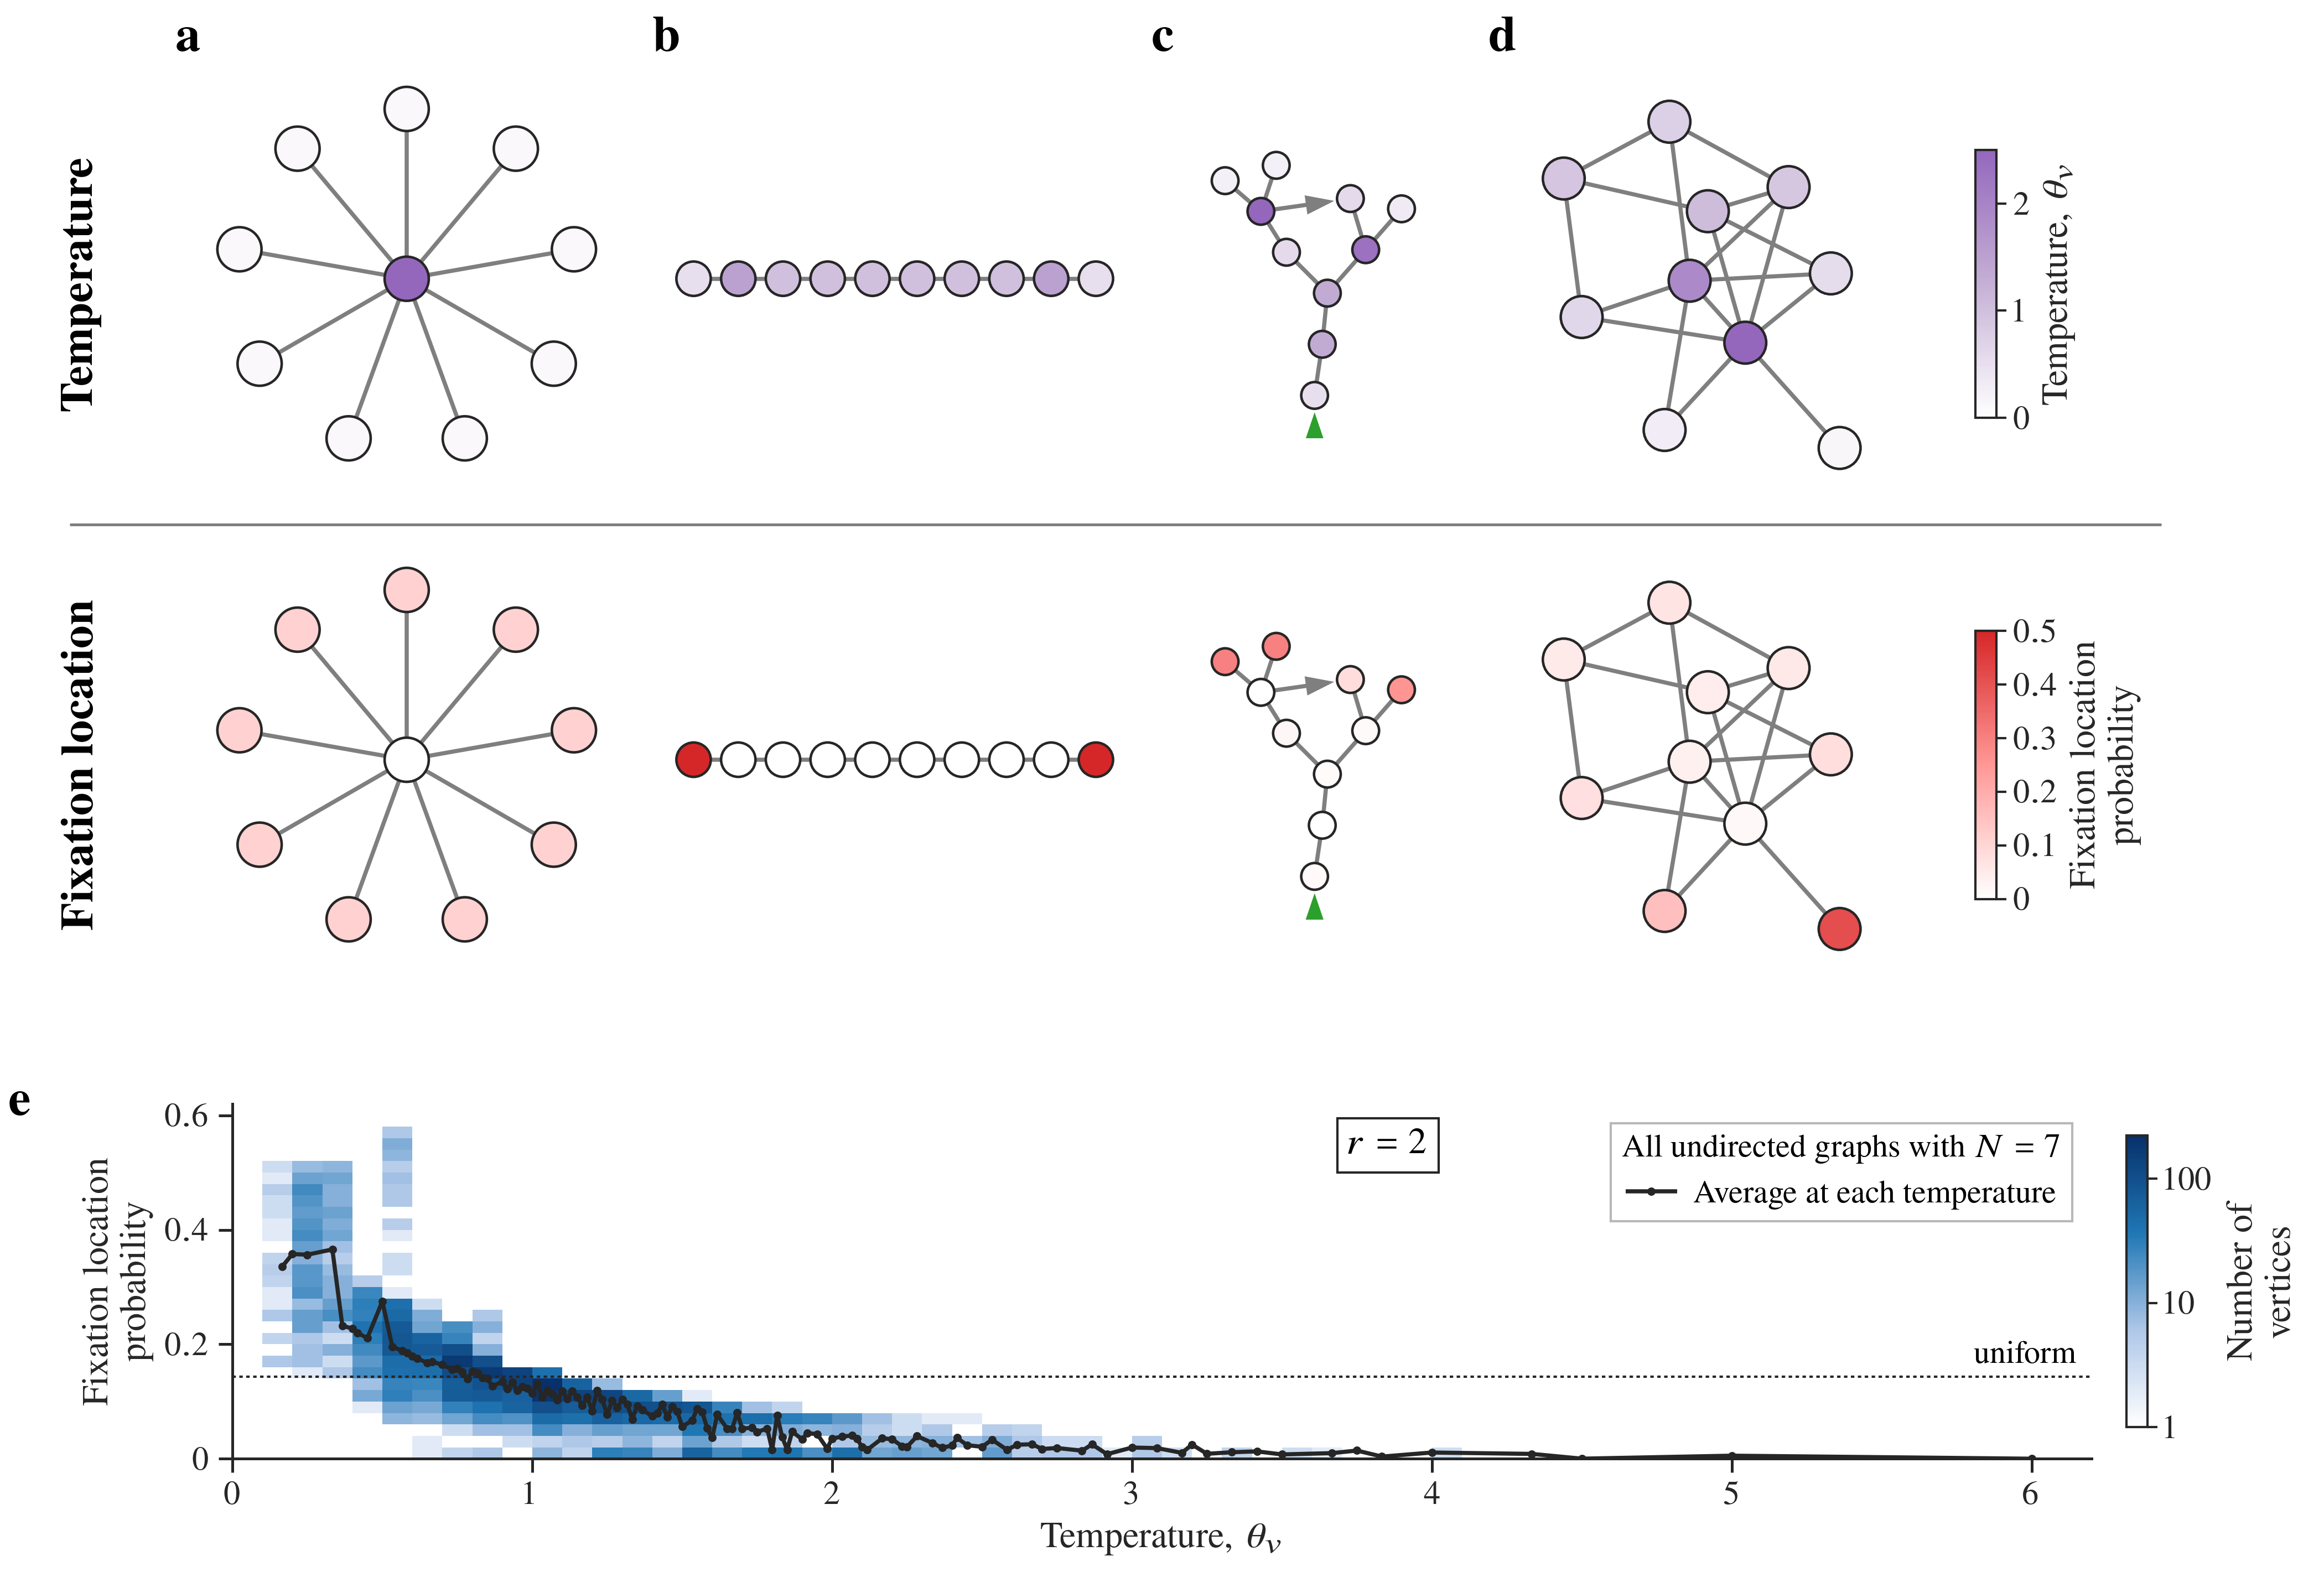 a
b
c
d
Temperature
2
1
0
Temperature, θv
Fixation location
0.5
0.4
0.3
0.2
0.1
0
Fixation location
probability
e
0.6
0.4
0.2
0
Fixation location
probability
r = 2
All undirected graphs with N = 7
Average at each temperature
uniform
0
1
2
3
4
5
6
Temperature, θv
100
10
1
Number of
vertices